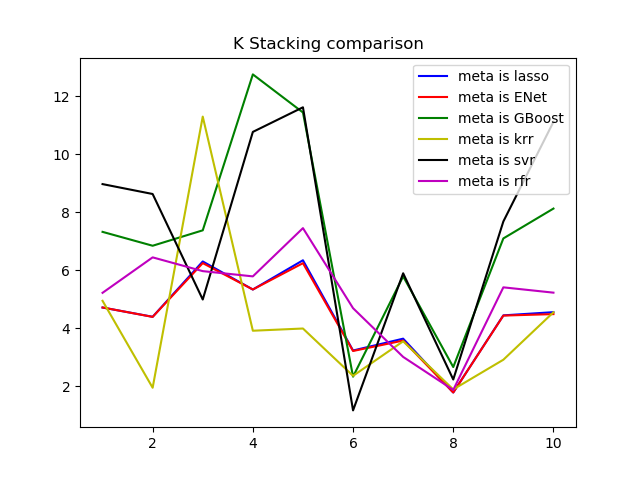 K Stacking comparison
12
10
8
6
4
2
2
4
6
8
10
meta is lasso
meta is ENet
meta is GBoost
meta is krr
meta is svr
meta is rfr